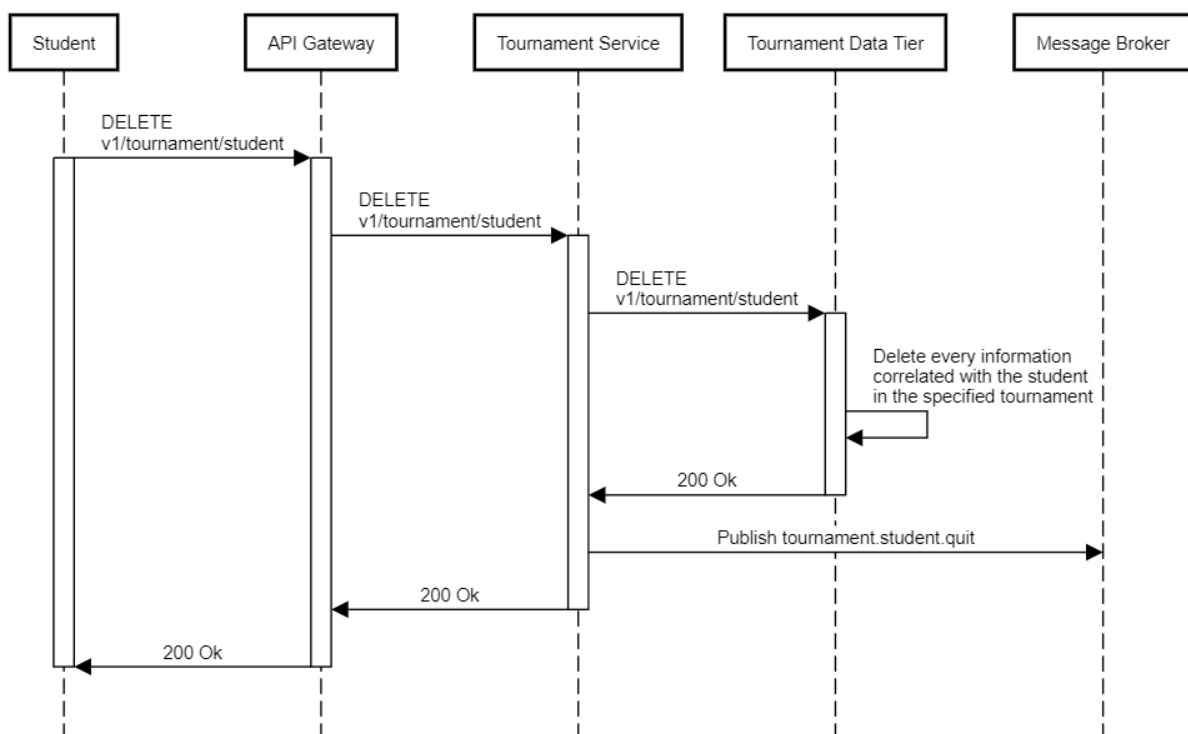 Student
API Gateway
Tournament Service
Tournament Data Tier
Message Broker
DELETE
v1/tournament/student
DELETE
v1/tournament/student
DELETE
v1/tournament/student
Delete every information
correlated with the student
in the specified tournament
200 Ok
Publish tournament.student.quit
200 Ok
200 Ok